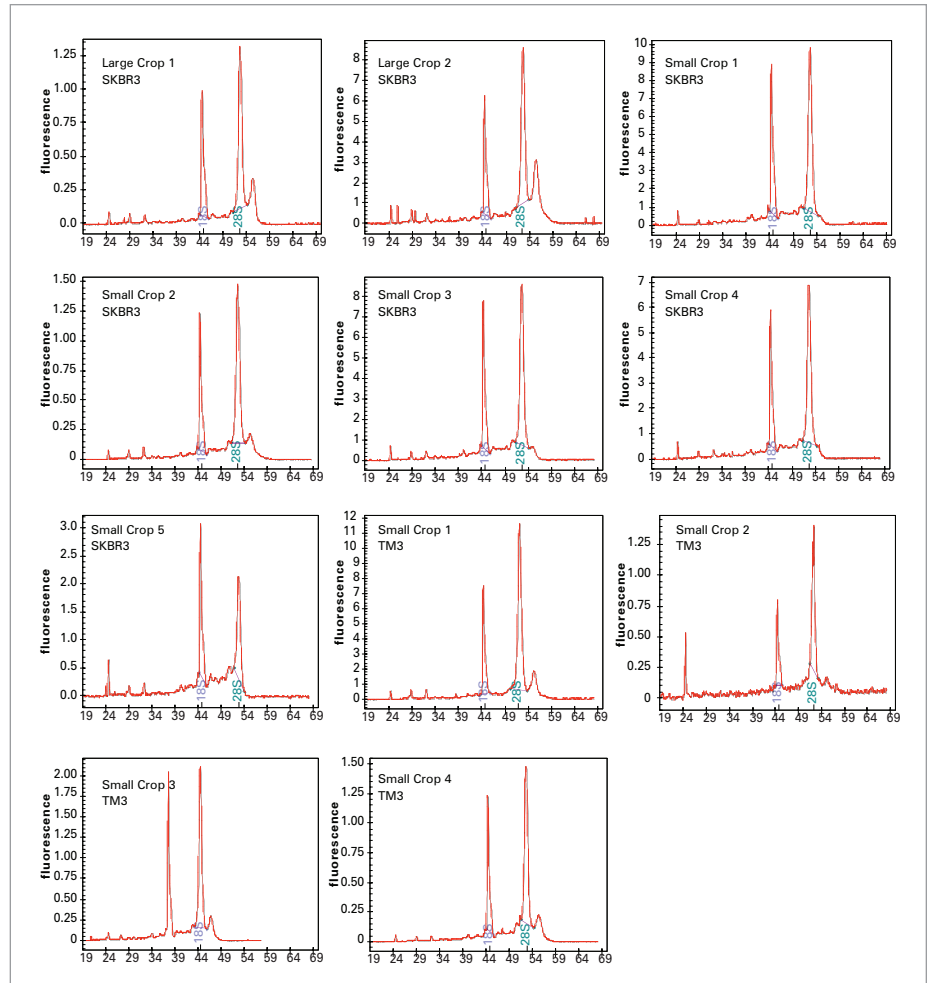 Large Crop 1
SKBR3
fluorescence
1.25
1.00
0.75
0.50
0.25
0.0
18S
28S
19 24 29 34 39 44 49 54 59 64 69
Large Crop 2
SKBR3
fluorescence
8
7
6
5
4
3
2
1
0
18S
28S
19 24 29 34 39 44 49 54 59 64 69
Small Crop 1
SKBR3
fluorescence
10
9
8
7
6
5
4
3
2
1
0
18S
28S
19 24 29 34 39 44 49 54 59 64 69
Small Crop 2
SKBR3
fluorescence
1.50
1.25
1.00
0.75
0.50
0.25
0
18S
28S
19 24 29 34 39 44 49 54 59 64 69
Small Crop 3
SKBR3
fluorescence
8
7
6
5
4
3
2
1
0
18S
28S
19 24 29 34 39 44 49 54 59 64 69
Small Crop 4
SKBR3
fluorescence
7
6
5
4
3
2
1
0
18S
28S
19 24 29 34 39 44 49 54 59 64 69
Small Crop 5
SKBR3
fluorescence
3.0
2.5
2.0
1.5
1.0
0.5
0.0
18S
28S
19 24 29 34 39 44 49 54 59 64 69
Small Crop 1
TM3
fluorescence
12
11
10
9
8
7
6
5
4
3
2
1
0
18S
28S
19 24 29 34 39 44 49 54 59 64 69
Small Crop 2
TM3
fluorescence
1.25
1.00
0.75
0.50
0.25
0
18S
28S
19 24 29 34 39 44 49 54 59 64 69
Small Crop 3
TM3
fluorescence
2.00
1.75
1.50
1.25
1.00
0.75
0.50
0.25
0
18S
19 24 29 34 39 44 49 54 59 64 69
Small Crop 4
TM3
fluorescence
1.50
1.25
1.00
0.75
0.50
0.25
0
18S
28S
19 24 29 34 39 44 49 54 59 64 69